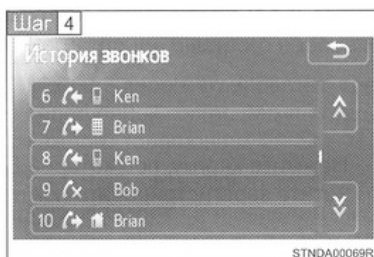 Шаг 4
История звонков
6 Ken
7 Brian
8 Ken
9 Bob
10 Brian
STNDA00069R